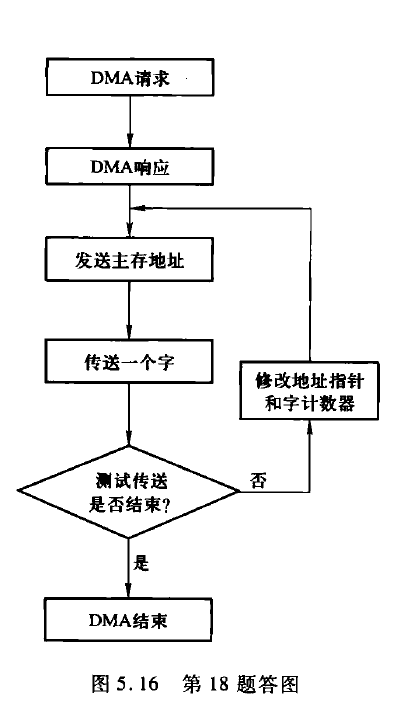 DMA请求
DMA响应
发送主存地址
传送一个字
修改地址指针
和字计数器
测试传送
是否结束?
否
是
DMA结束
图 5.16 第 18 题答图